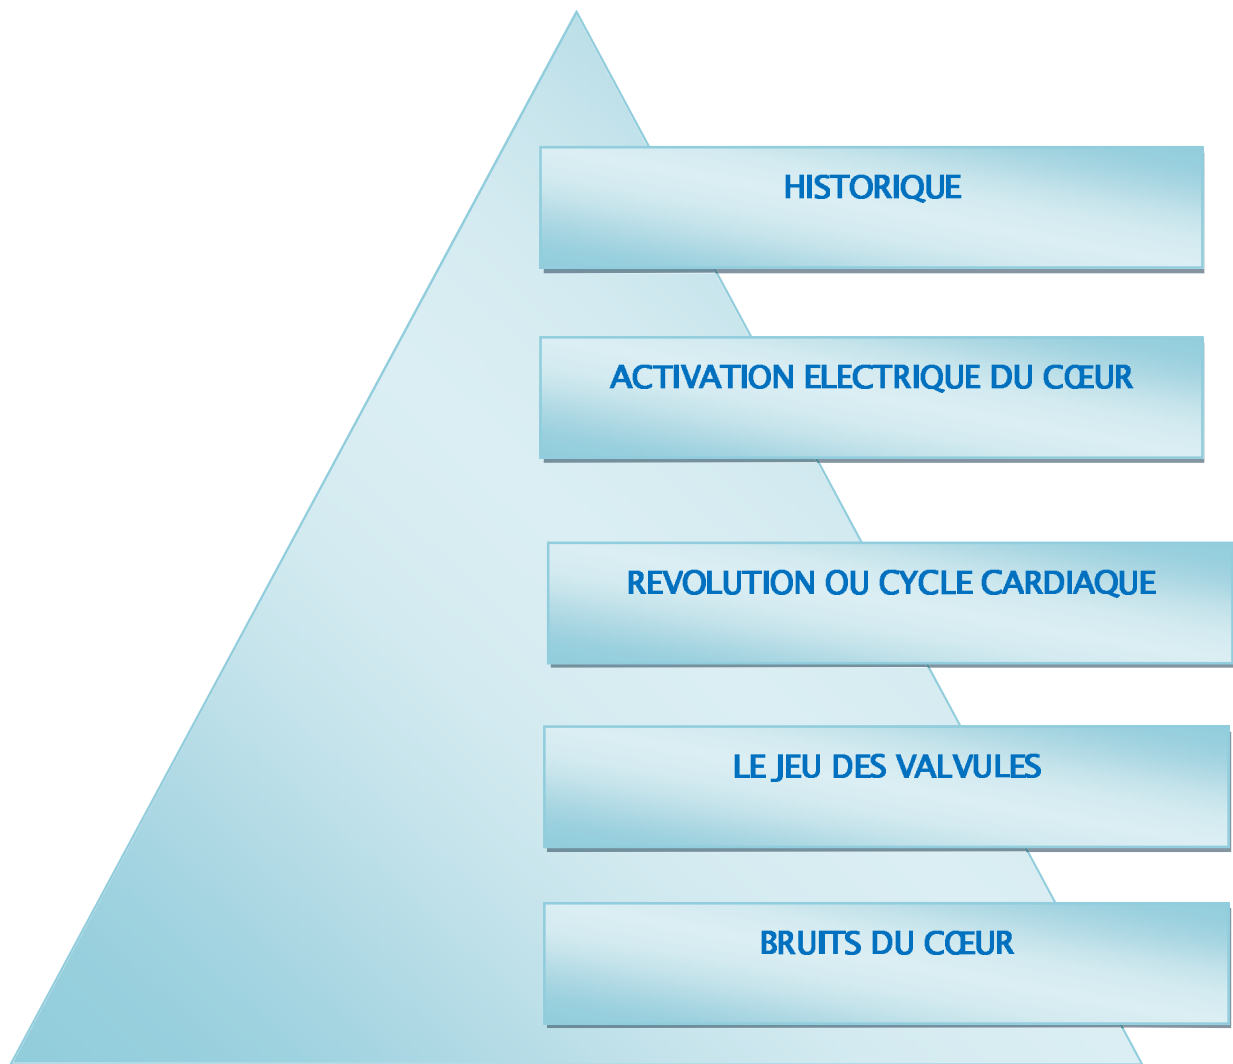 HISTORIQUE
ACTIVATION ELECTRIQUE DU CŒUR
REVOLUTION OU CYCLE CARDIAQUE
LE JEU DES VALVULES
BRUITS DU CŒUR